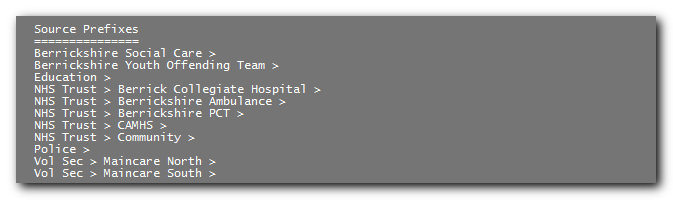 Source Prefixes
===============
Berrickshire Social Care >
Berrickshire Youth Offending Team >
Education >
NHS Trust > Berrick Collegiate Hospital >
NHS Trust > Berrickshire Ambulance >
NHS Trust > Berrickshire PCT >
NHS Trust > CAMHS >
NHS Trust > Community >
Police >
Vol Sec > Maincare North >
Vol Sec > Maincare South >